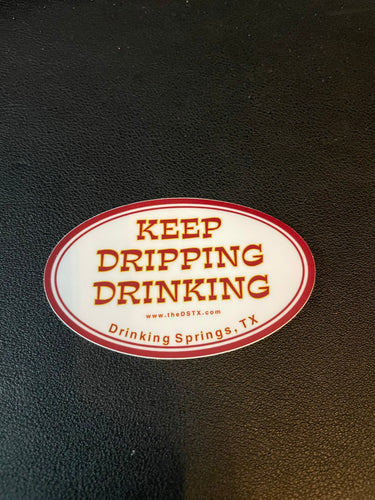 KEEP
DRIPPING
DRINKING
www.theDSTX.com
Drinking Springs, TX